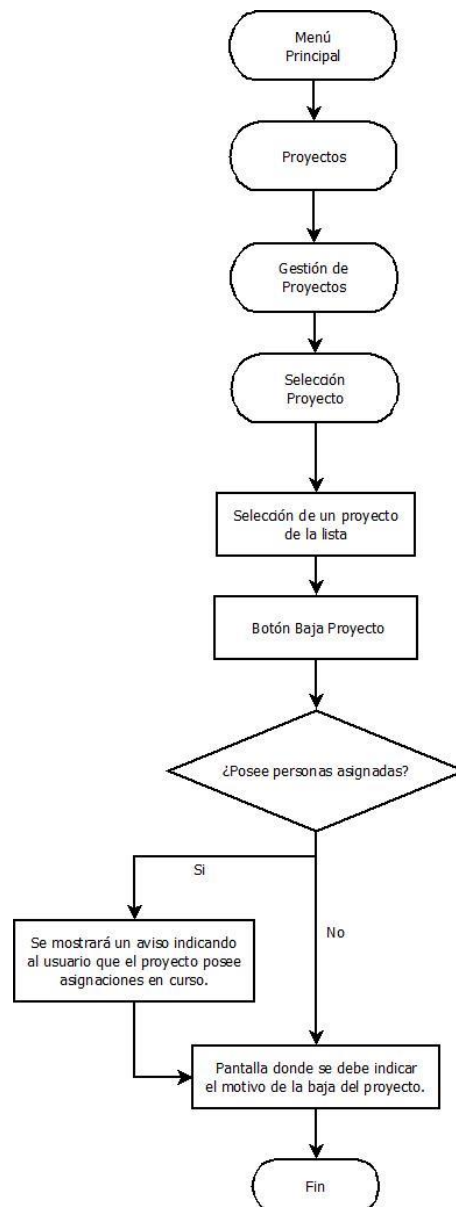 Menú
Principal
Proyectos
Gestión de
Proyectos
Selección
Proyecto
Selección de un proyecto
de la lista
Botón Baja Proyecto
¿Posee personas asignadas?
Si
Se mostrará un aviso indicando
al usuario que el proyecto posee
asignaciones en curso.
No
Pantalla donde se debe indicar
el motivo de la baja del proyecto.
Fin